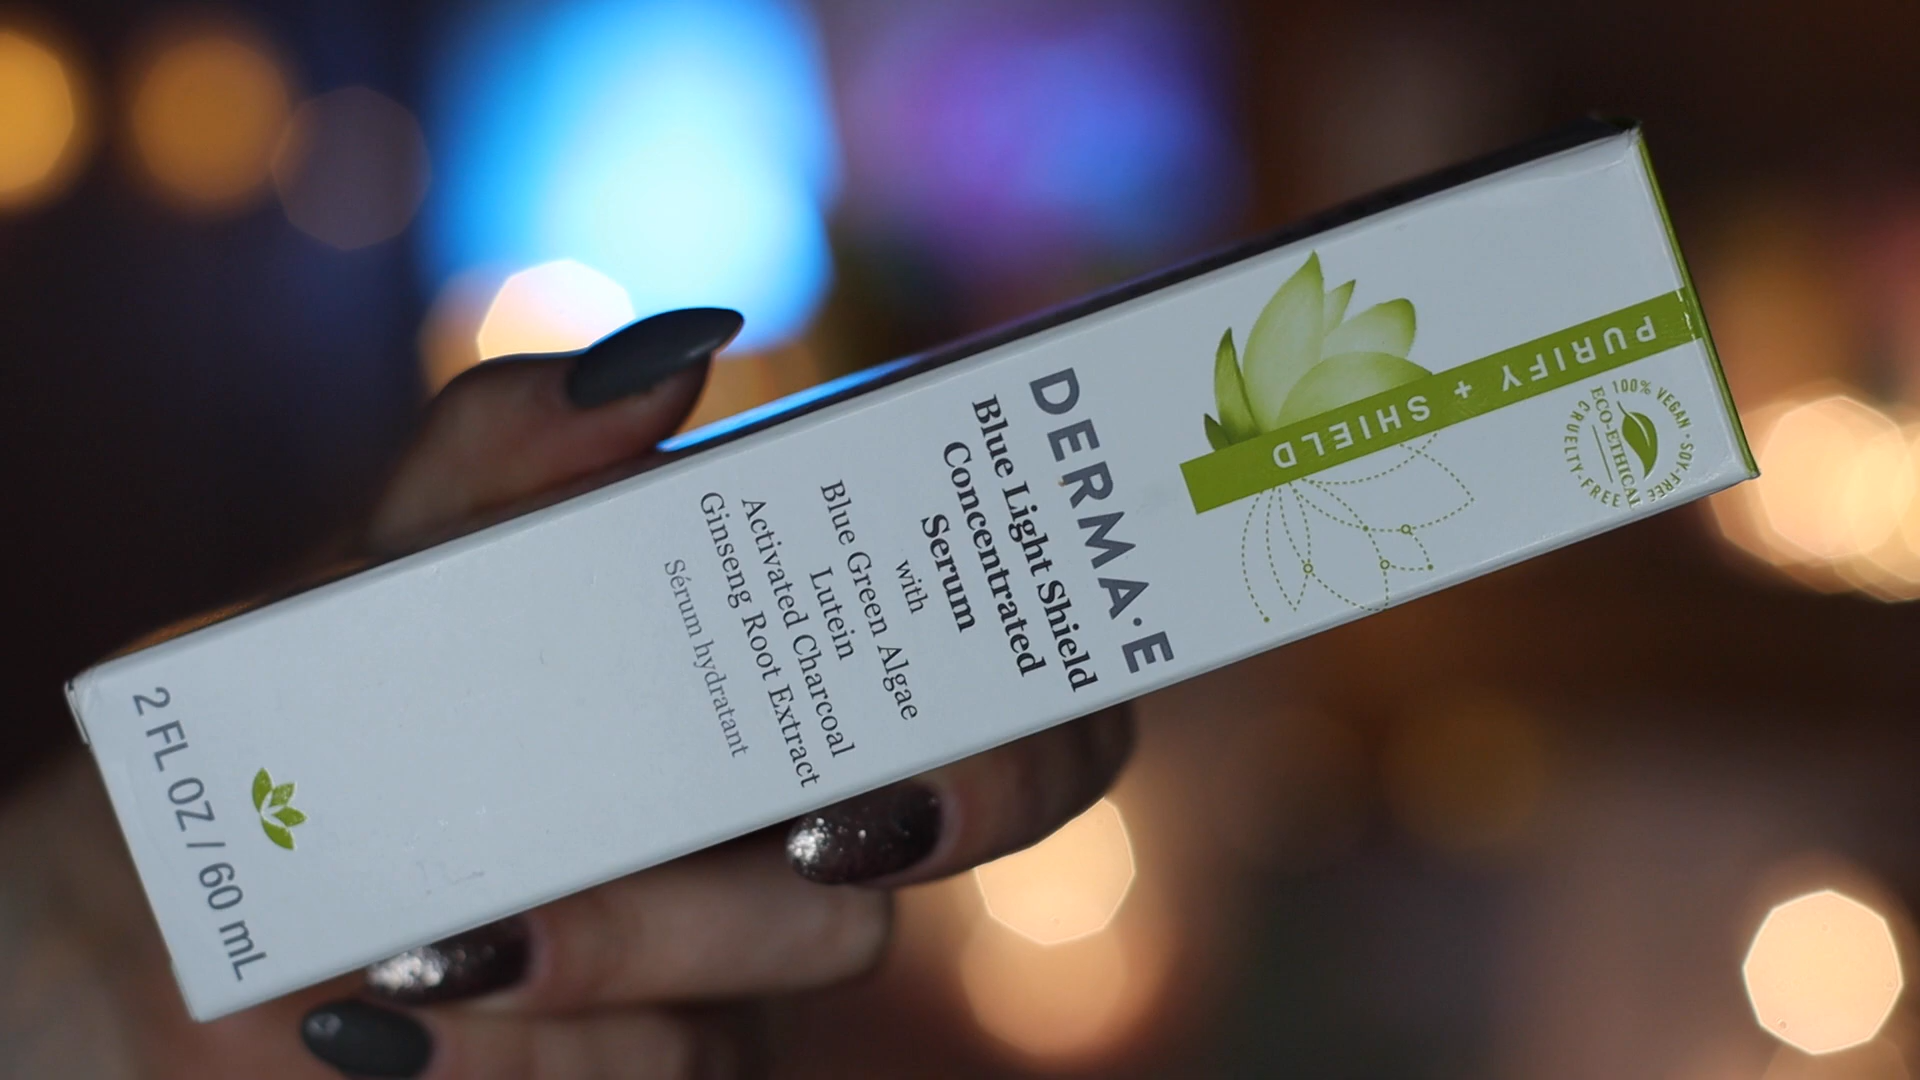 PURIFY + SHIELD
100% VEGAN • SOY-FREE
CRUELTY-FREE
ECO-ETHICAL
DERMA·E
Blue Light Shield
Concentrated
Serum
with
Blue Green Algae
Lutein
Activated Charcoal
Ginseng Root Extract
Sérum hydratant
2 FL OZ / 60 mL